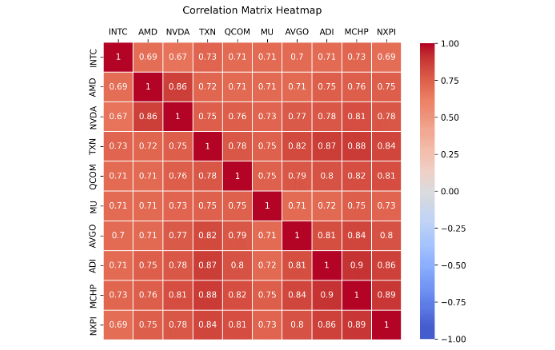 Correlation Matrix Heatmap
INTC AMD NVDA TXN QCOM MU AVGO ADI MCHP NXPI
INTC 1 0.69 0.67 0.73 0.71 0.71 0.7 0.71 0.73 0.69
AMD 0.69 1 0.86 0.72 0.71 0.71 0.71 0.75 0.76 0.75
NVDA 0.67 0.86 1 0.75 0.76 0.73 0.77 0.78 0.81 0.78
TXN 0.73 0.72 0.75 1 0.78 0.75 0.82 0.87 0.88 0.84
QCOM 0.71 0.71 0.76 0.78 1 0.75 0.79 0.8 0.82 0.81
MU 0.71 0.71 0.73 0.75 0.75 1 0.71 0.72 0.75 0.73
AVGO 0.7 0.71 0.77 0.82 0.79 0.71 1 0.81 0.84 0.8
ADI 0.71 0.75 0.78 0.87 0.8 0.72 0.81 1 0.9 0.86
MCHP 0.73 0.76 0.81 0.88 0.82 0.75 0.84 0.9 1 0.89
NXPI 0.69 0.75 0.78 0.84 0.81 0.73 0.8 0.86 0.89 1
1.00
0.75
0.50
0.25
0.00
−0.25
−0.50
−0.75
−1.00